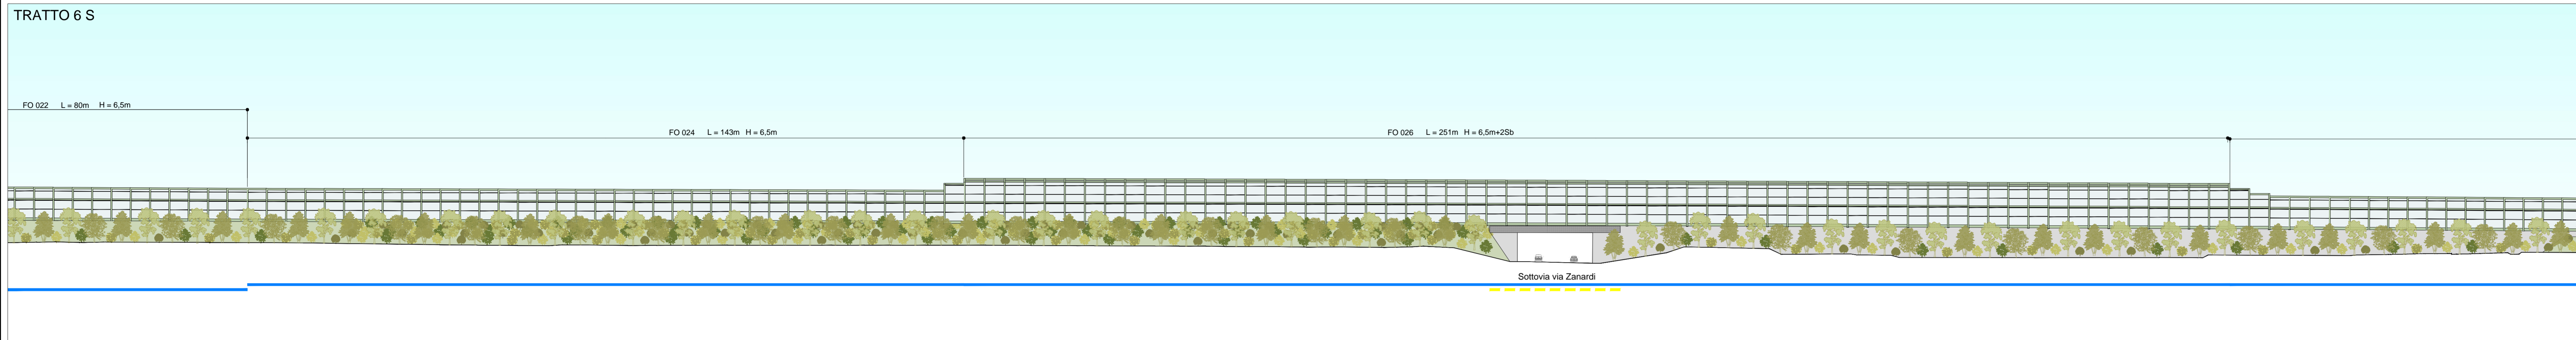 TRATTO 6 S
FO 022 L = 80m H = 6,5m
FO 024 L = 143m H = 6,5m
FO 026 L = 251m H = 6,5m+2Sb
Sottovia via Zanardi